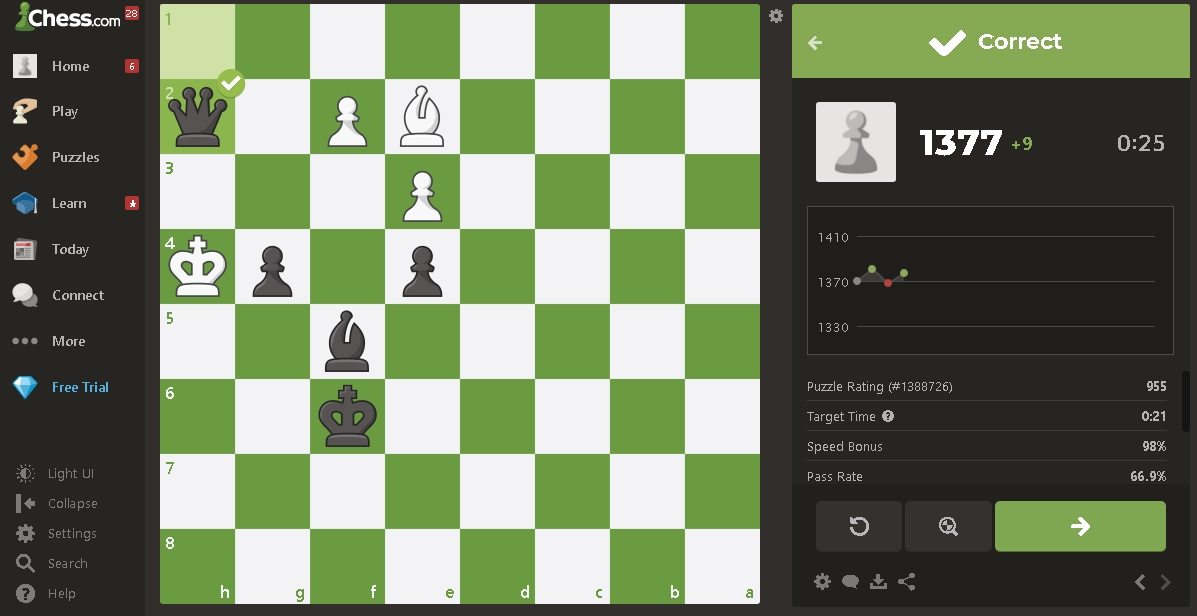 Chess.com 28
Home 6
Play
Puzzles
Learn
Today
Connect
More
Free Trial
Light UI
Collapse
Settings
Search
Help
1
2
3
4
5
6
7
8
h g f e d c b a
Correct
1377 +9 0:25
1410
1370
1330
Puzzle Rating (#1388726) 955
Target Time ? 0:21
Speed Bonus 98%
Pass Rate 66.9%